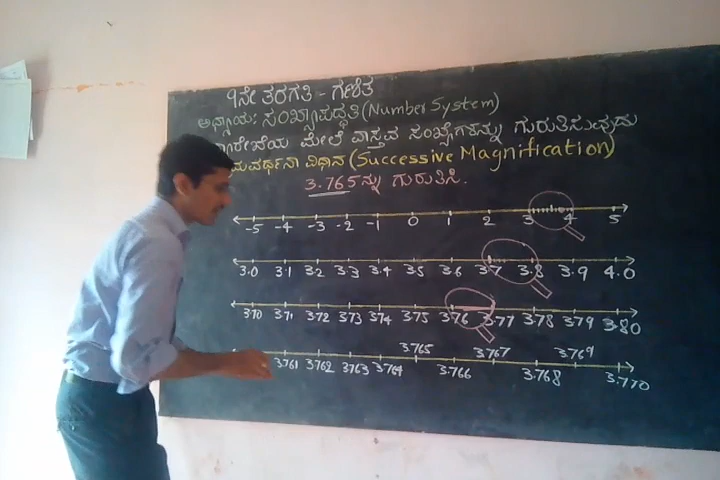 9ನೇ ತರಗತಿ - ಗಣಿತ
ಅಧ್ಯಾಯ: ಸಂಖ್ಯಾಪದ್ಧತಿ (Number System)
ಮೇಲೆ ವಾಸ್ತವ ಸಂಖ್ಯೆಗಳನ್ನು ಗುರುತಿಸುವುದು
ವಿಧಾನ (Successive Magnification)
3.765ನ್ನು ಗುರುತಿಸಿ.
-5 -4 -3 -2 -1 0 1 2 3 4 5
3.0 3.1 3.2 3.3 3.4 3.5 3.6 3.7 3.8 3.9 4.0
3.70 3.71 3.72 3.73 3.74 3.75 3.76 3.77 3.78 3.79 3.80
3.761 3.762 3.763 3.764 3.765 3.766 3.767 3.768 3.769 3.770